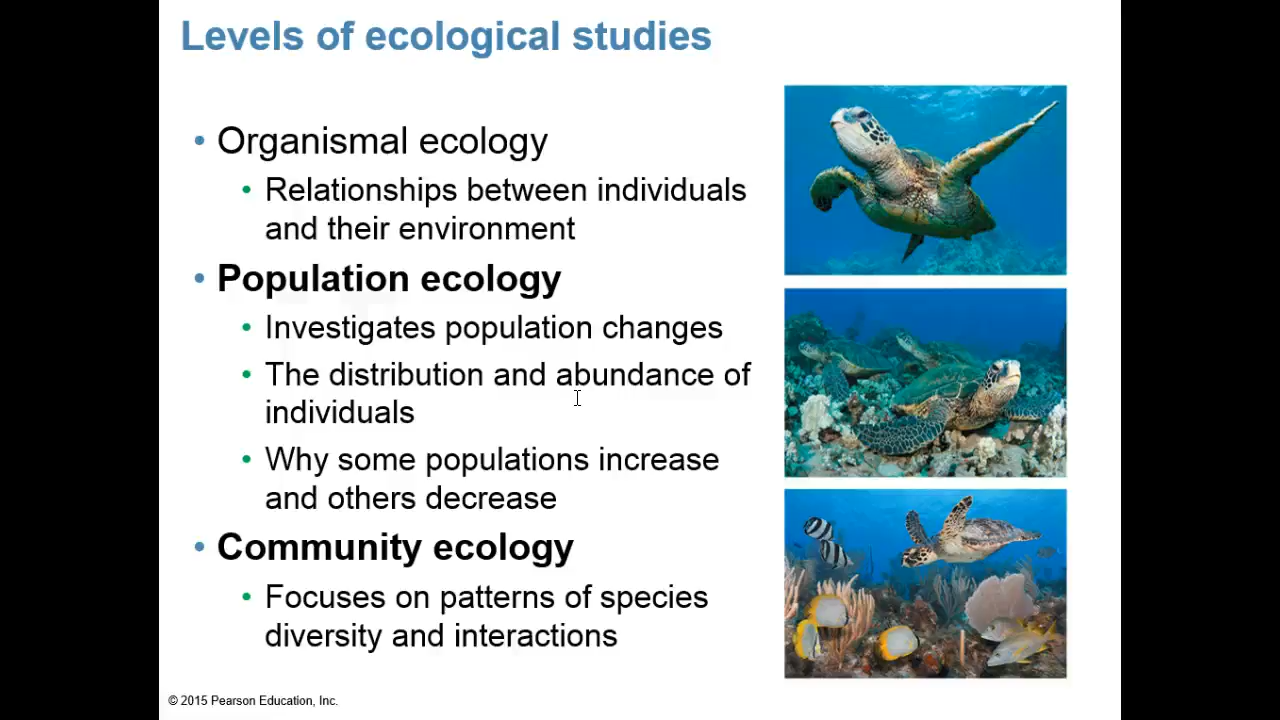 Levels of ecological studies
• Organismal ecology
• Relationships between individuals
and their environment
• Population ecology
• Investigates population changes
• The distribution and abundance of
individuals
• Why some populations increase
and others decrease
• Community ecology
• Focuses on patterns of species
diversity and interactions
© 2015 Pearson Education, Inc.